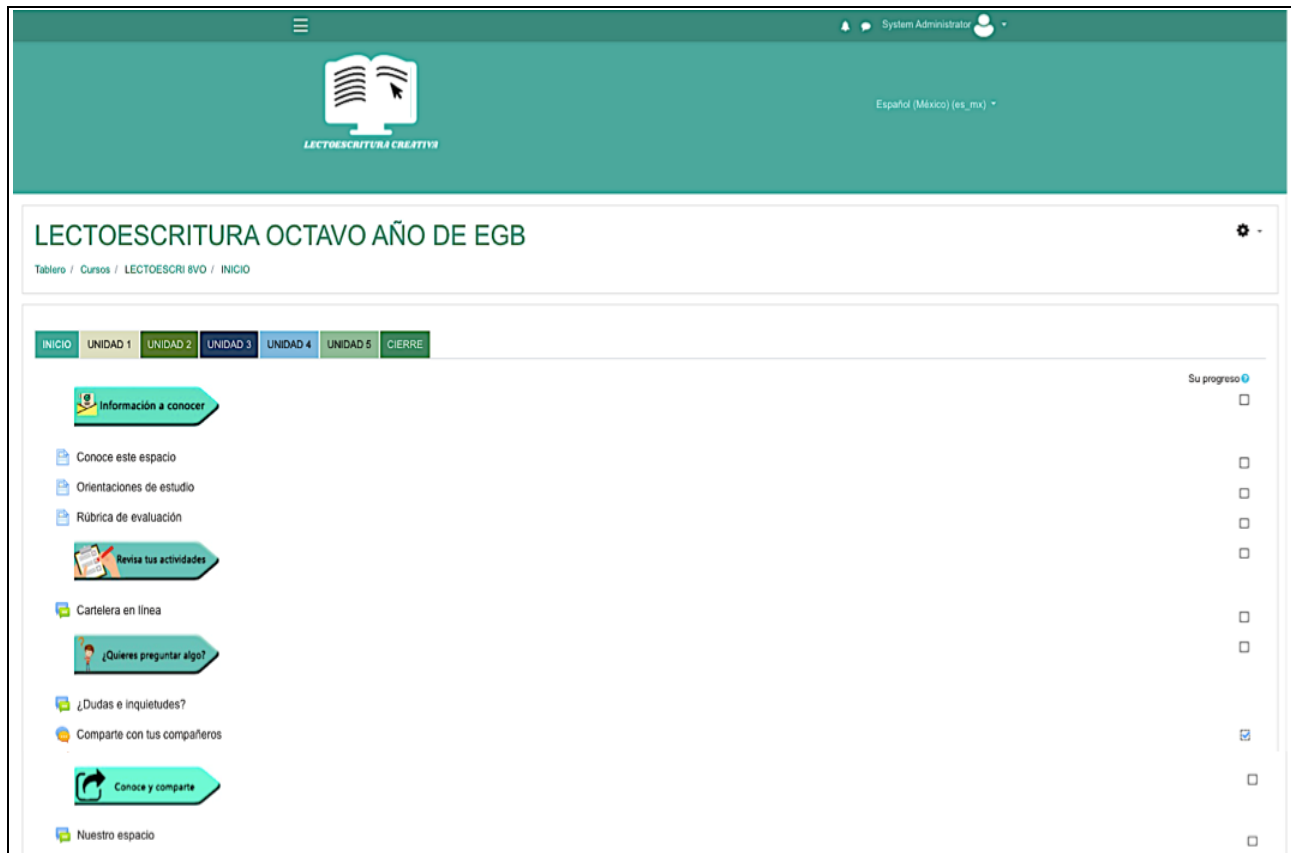 System Administrator
Español (México) (es_mx)
LECTOESCRITURA CREATIVA
LECTOESCRITURA OCTAVO AÑO DE EGB
Tablero / Cursos / LECTOESCRI 8VO / INICIO
INICIO UNIDAD 1 UNIDAD 2 UNIDAD 3 UNIDAD 4 UNIDAD 5 CIERRE
Su progreso
Información a conocer
Conoce este espacio
Orientaciones de estudio
Rúbrica de evaluación
Revisa tus actividades
Cartelera en línea
¿Quieres preguntar algo?
¿Dudas e inquietudes?
Comparte con tus compañeros
Conoce y comparte
Nuestro espacio